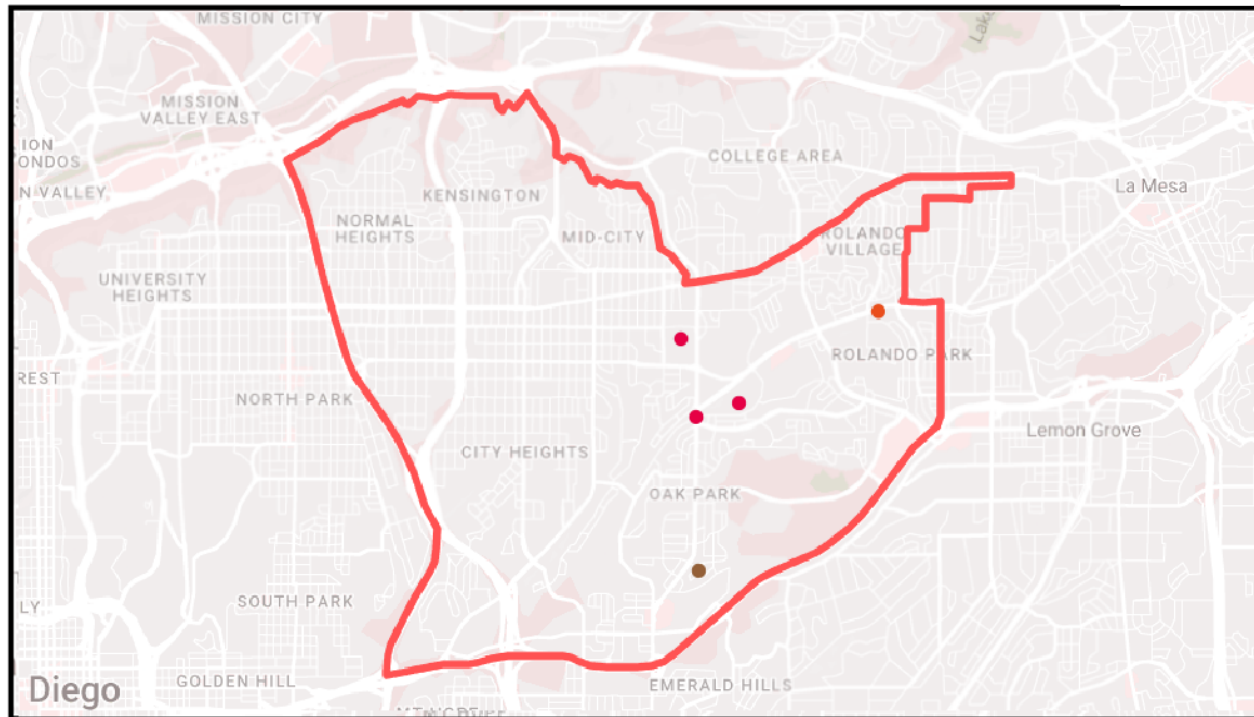 MISSION CITY
Lake
MISSION
VALLEY EAST
ION
ONDOS
N VALLEY,
COLLEGE AREA
La Mesa
KENSINGTON
NORMAL
HEIGHTS
MID-CITY
ROLANDO
VILLAGE
UNIVERSITY
HEIGHTS
ROLANDO PARK
REST
NORTH PARK
Lemon Grove
CITY HEIGHTS
OAK PARK
SOUTH PARK
LY
GOLDEN HILL
EMERALD HILLS
Diego